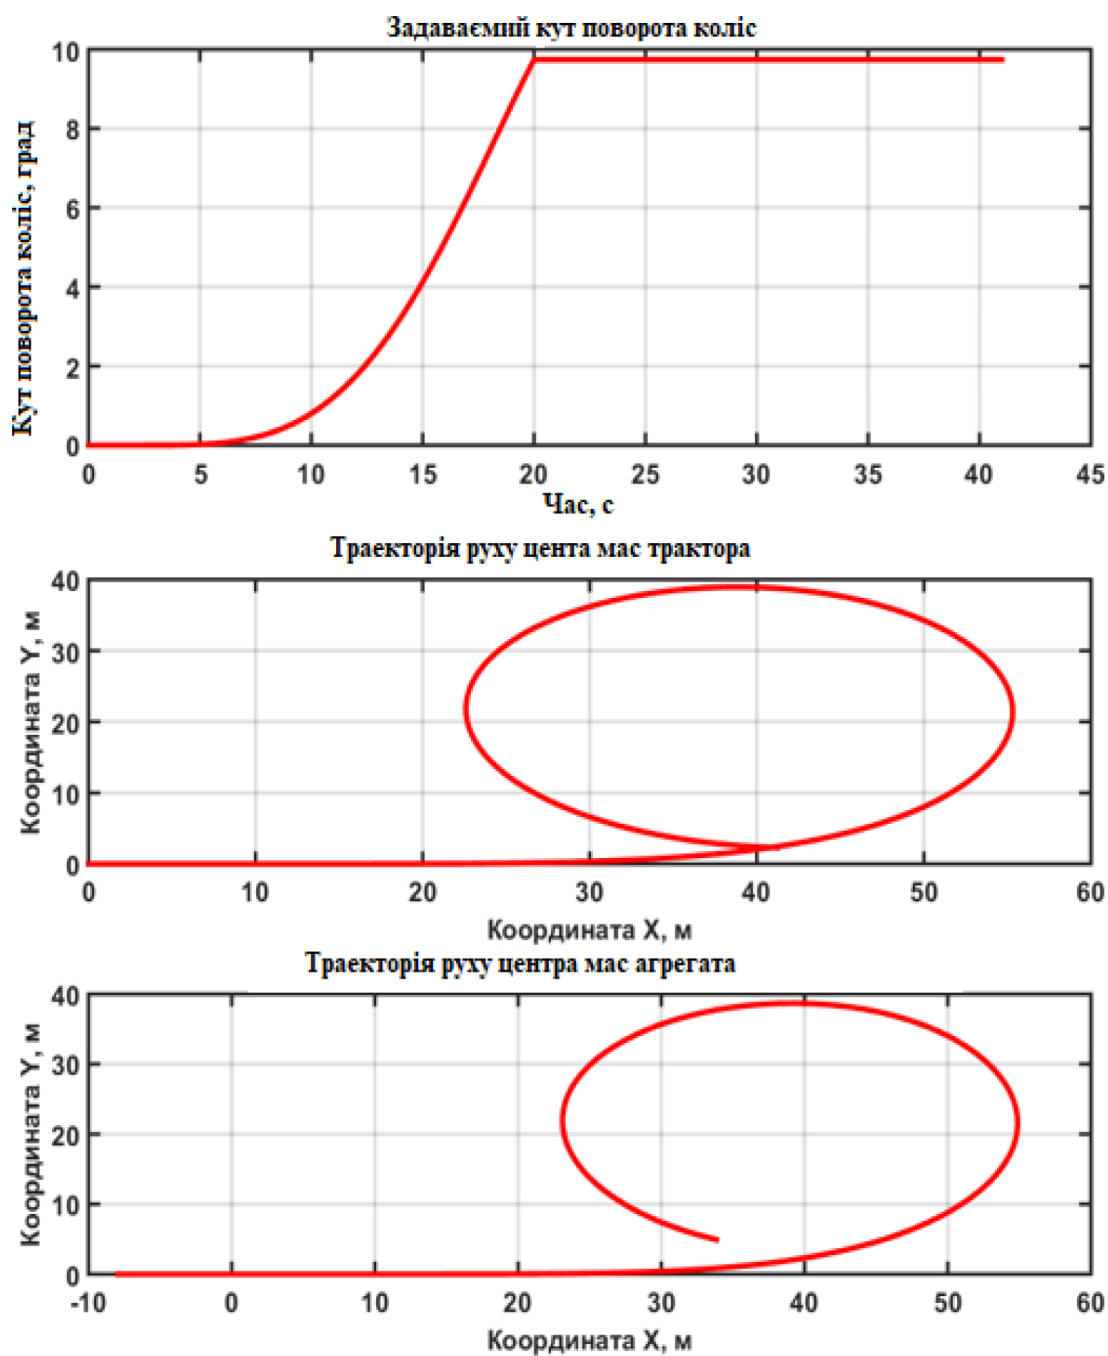 Задаваємий кут поворота коліс
Кут поворота коліс, град
10
8
6
4
2
0
0 5 10 15 20 25 30 35 40 45
Час, с
Траекторія руху цента мас трактора
Координата Y, м
40
30
20
10
0
0 10 20 30 40 50 60
Координата X, м
Траекторія руху центра мас агрегата
Координата Y, м
40
30
20
10
0
-10 0 10 20 30 40 50 60
Координата X, м